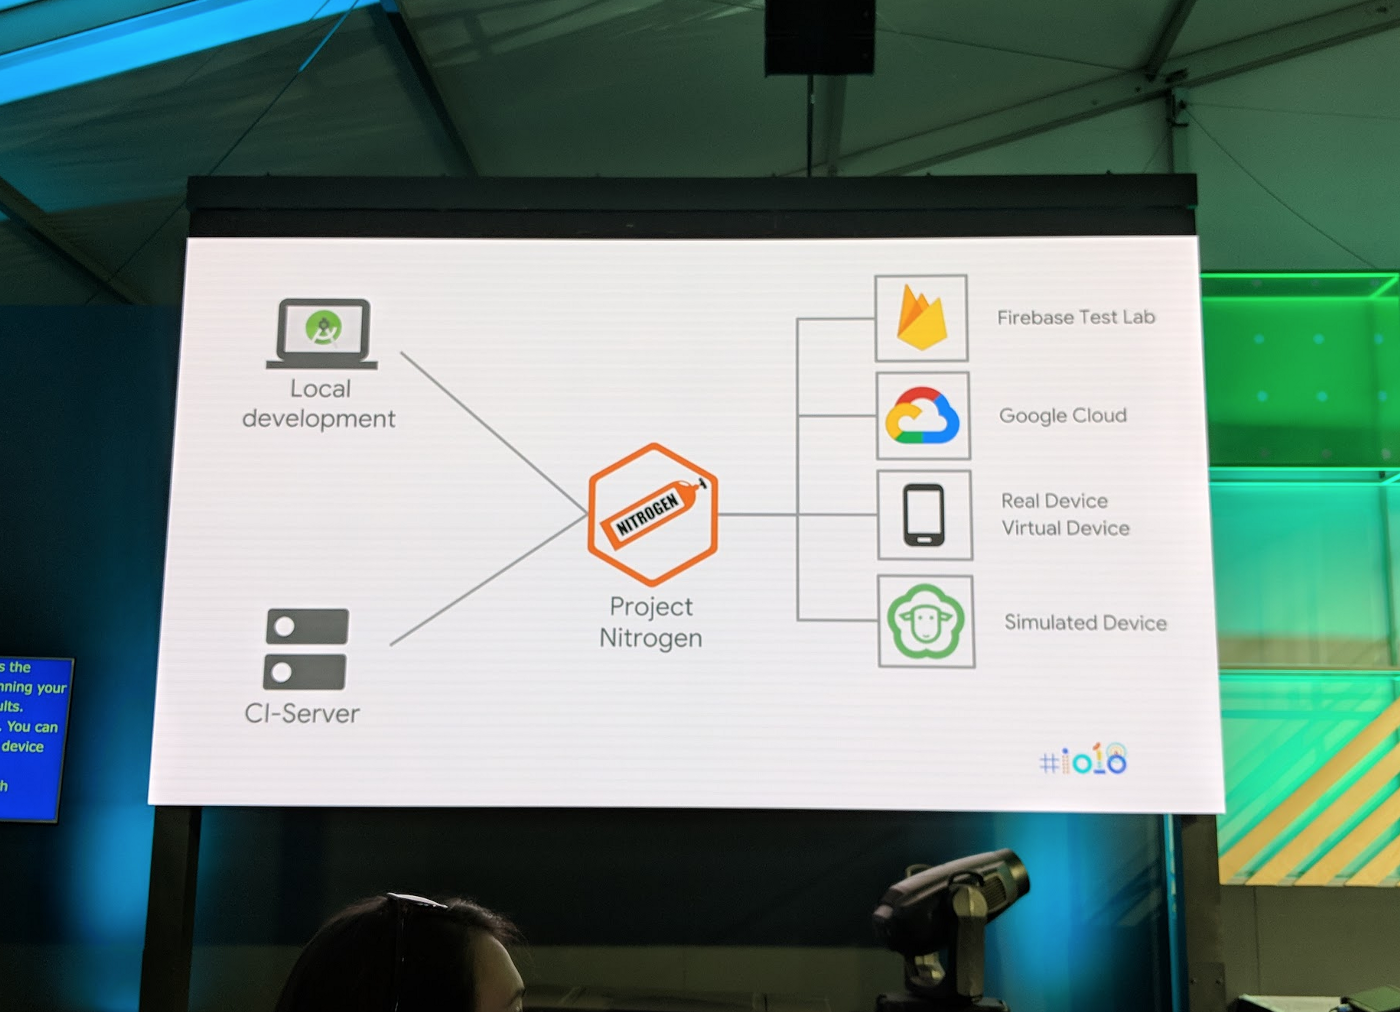 Local
development
CI-Server
NITROGEN
Project
Nitrogen
Firebase Test Lab
Google Cloud
Real Device
Virtual Device
Simulated Device
#io18
s the
nning your
ults.
. You can
device
h